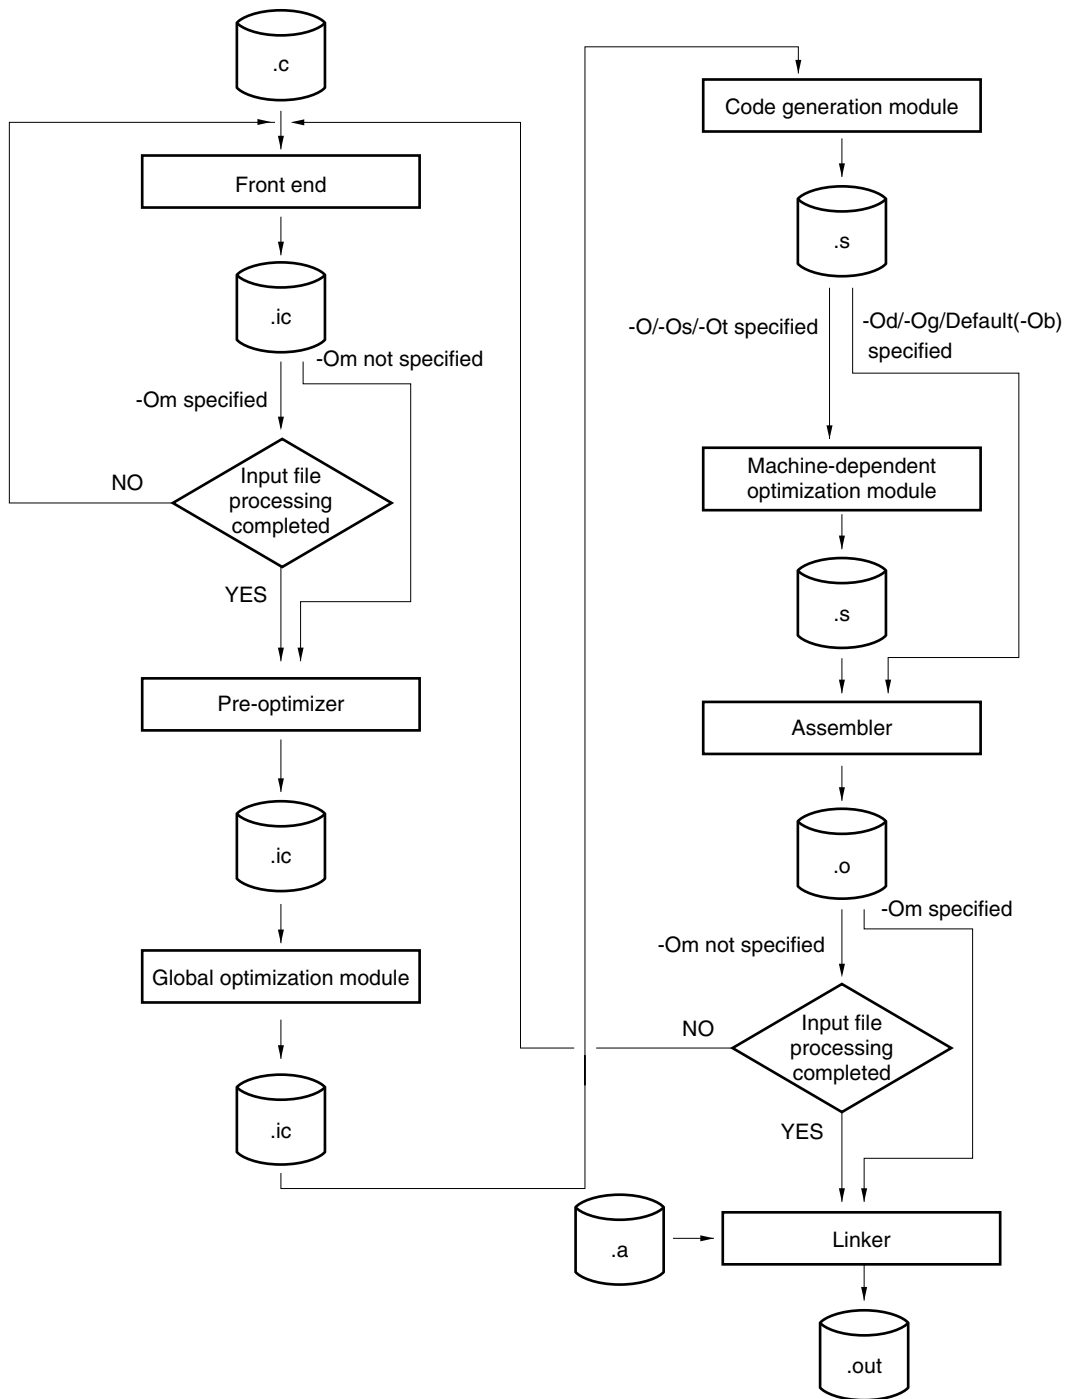 .c
Front end
.ic
-Om not specified
-Om specified
Input file
processing
completed
NO
YES
Pre-optimizer
.ic
Global optimization module
.ic
Code generation module
.s
-O/-Os/-Ot specified
-Od/-Og/Default(-Ob)
specified
Machine-dependent
optimization module
.s
Assembler
.o
-Om specified
-Om not specified
Input file
processing
completed
NO
YES
.a
Linker
.out